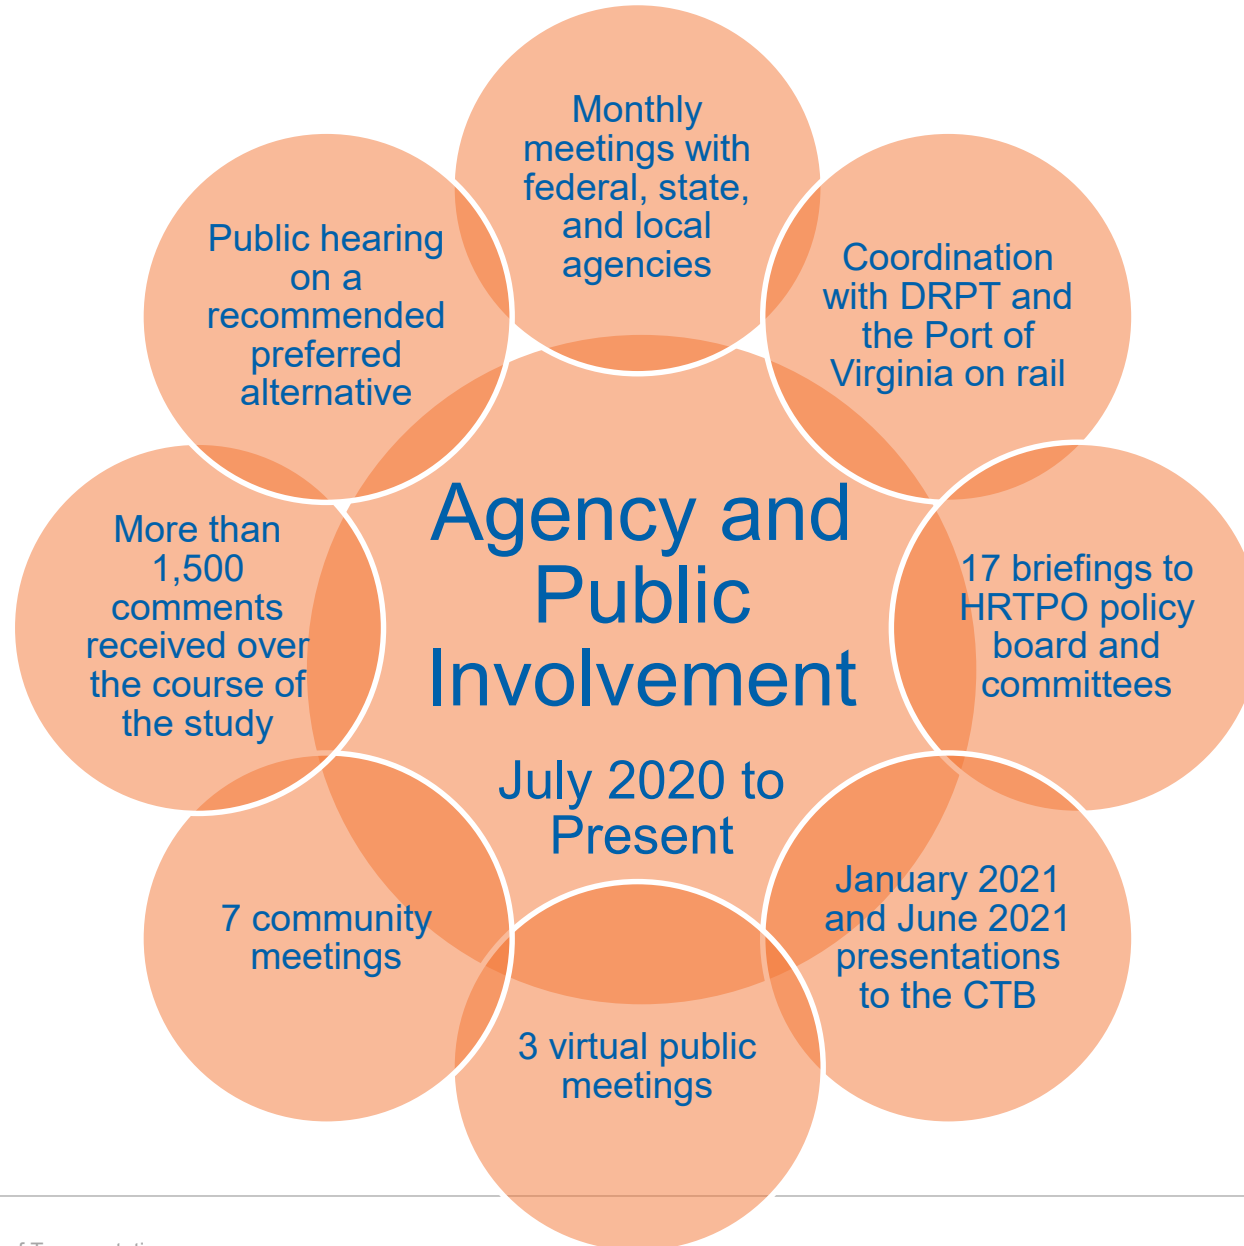 Monthly
meetings with
federal, state,
and local
agencies
Coordination
with DRPT and
the Port of
Virginia on rail
17 briefings to
HRTPO policy
board and
committees
January 2021
and June 2021
presentations
to the CTB
3 virtual public
meetings
7 community
meetings
More than
1,500
comments
received over
the course of
the study
Public hearing
on a
recommended
preferred
alternative
Agency and
Public
Involvement
July 2020 to
Present